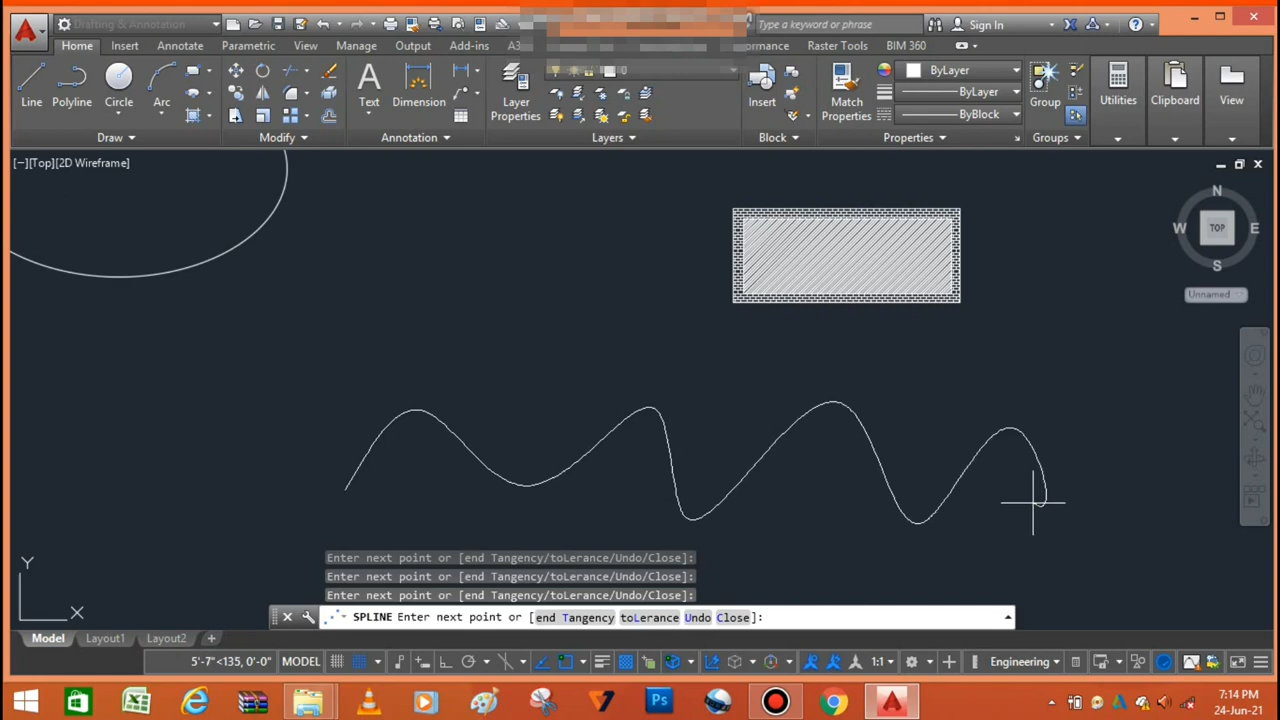 Drafting & Annotation
Type a keyword or phrase
Sign In
Home Insert Annotate Parametric View Manage Output Add-ins
Raster Tools BIM 360
Line Polyline Circle Arc
Text Dimension
Layer Properties
0
Insert
Match Properties
ByLayer
ByLayer
ByBlock
Group
Utilities Clipboard View
Draw Modify Annotation Layers Block Properties Groups
[−][Top][2D Wireframe]
N
W TOP E
S
Unnamed
Enter next point or [end Tangency/toLerance/Undo/Close]:
Enter next point or [end Tangency/toLerance/Undo/Close]:
Enter next point or [end Tangency/toLerance/Undo/Close]:
Y
X
SPLINE Enter next point or [end Tangency toLerance Undo Close]:
Model Layout1 Layout2 +
5'-7"<135, 0'-0" MODEL 1:1 Engineering
Ps
7:14 PM
24-Jun-21